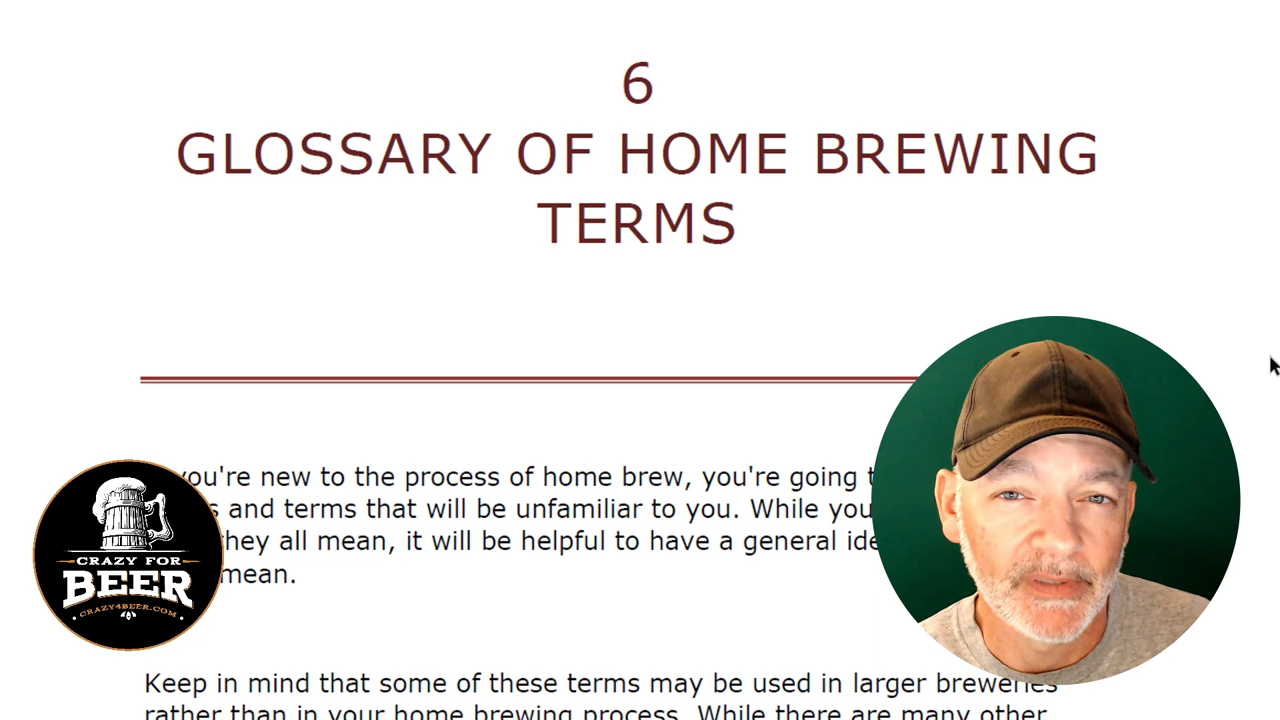 6
GLOSSARY OF HOME BREWING
TERMS
you're new to the process of home brew, you're going
and terms that will be unfamiliar to you. While you
they all mean, it will be helpful to have a general
mean.
CRAZY FOR
BEER
CRAZY4BEER.COM
Keep in mind that some of these terms may be used in larger breweries
rather than in your home brewing process. While there are many other